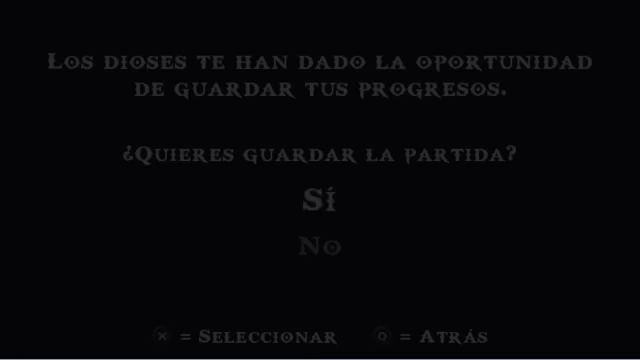 Los dioses te han dado la oportunidad
de guardar tus progresos.
¿Quieres guardar la partida?
Sí
No
× = Seleccionar O = Atrás